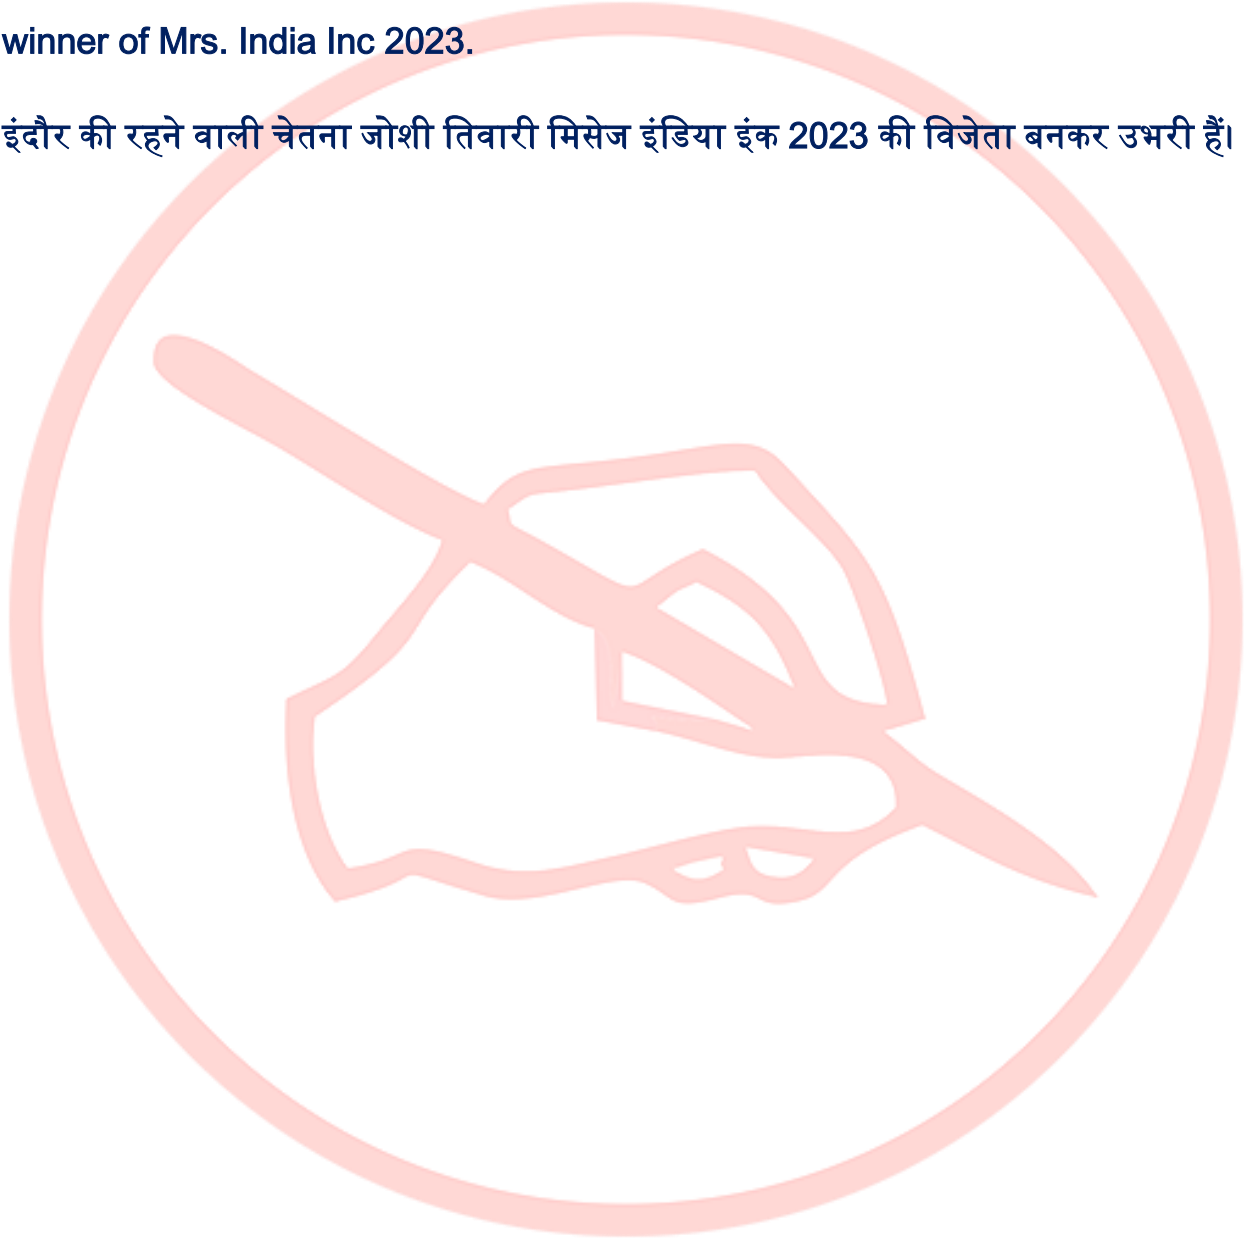 winner of Mrs. India Inc 2023.
इंदौर की रहने वाली चेतना जोशी तिवारी मिसेज इंडिया इंक 2023 की विजेता बनकर उभरी हैं।